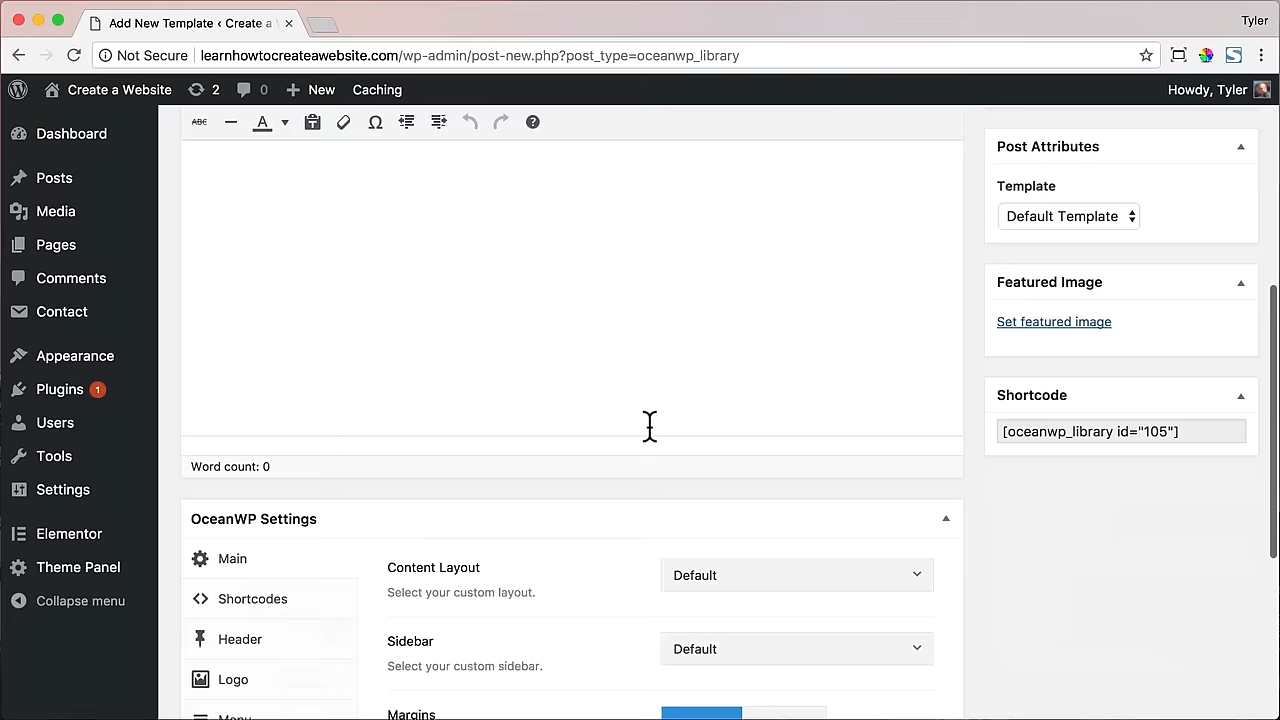 Add New Template ‹ Create a
Tyler
Not Secure learnhowtocreateawebsite.com/wp-admin/post-new.php?post_type=oceanwp_library
Create a Website 2 0 New Caching Howdy, Tyler
Dashboard
Posts
Media
Pages
Comments
Contact
Appearance
Plugins 1
Users
Tools
Settings
Elementor
Theme Panel
Collapse menu
ABC A Ω ?
Word count: 0
OceanWP Settings
Main
Shortcodes
Header
Logo
Menu
Content Layout
Select your custom layout.
Default
Sidebar
Select your custom sidebar.
Default
Margins
Post Attributes
Template
Default Template
Featured Image
Set featured image
Shortcode
[oceanwp_library id="105"]